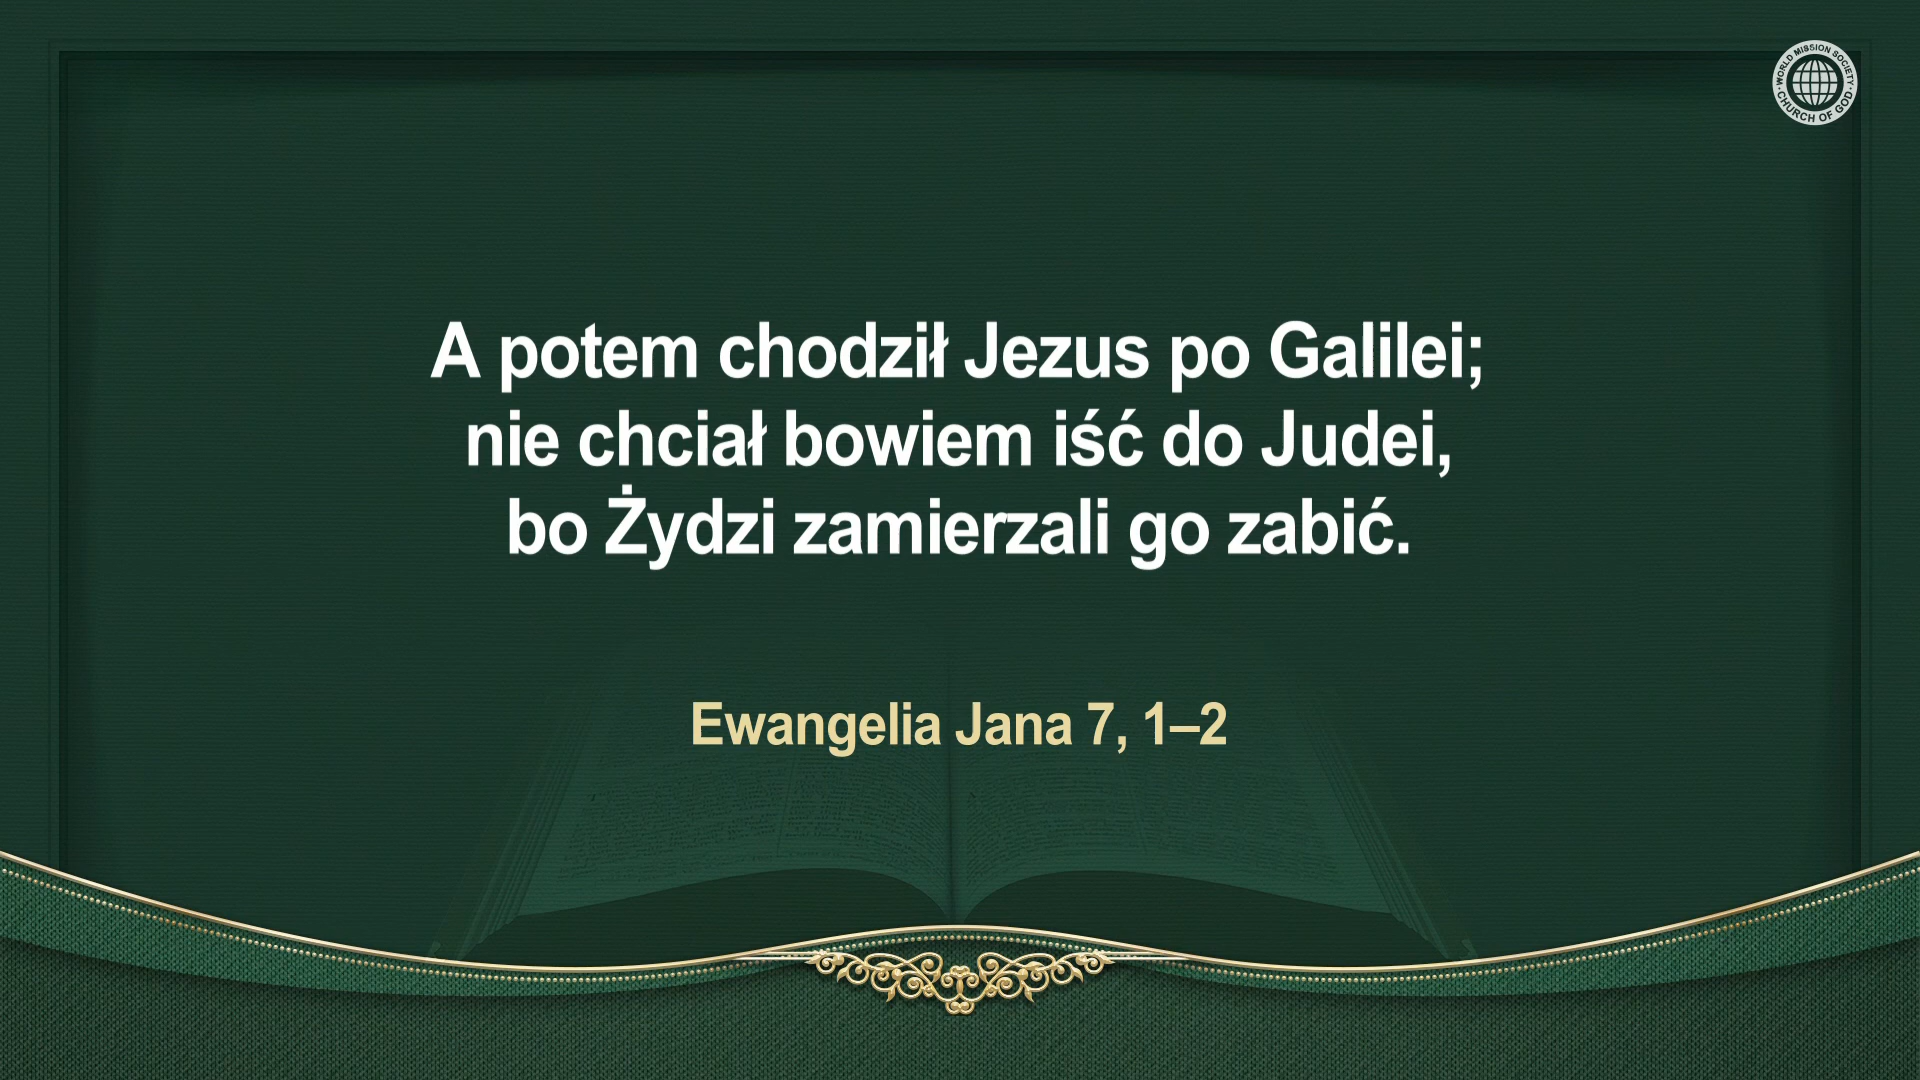 WORLD MISSION SOCIETY
CHURCH OF GOD
A potem chodził Jezus po Galilei;
nie chciał bowiem iść do Judei,
bo Żydzi zamierzali go zabić.
Ewangelia Jana 7, 1–2